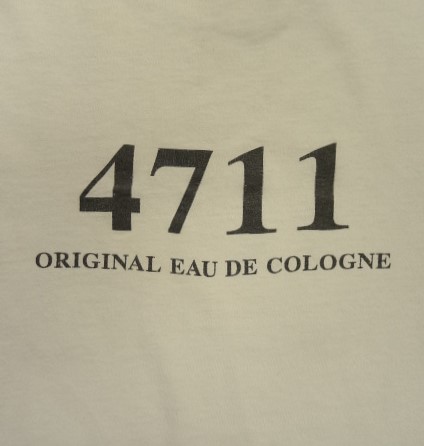 4711
ORIGINAL EAU DE COLOGNE